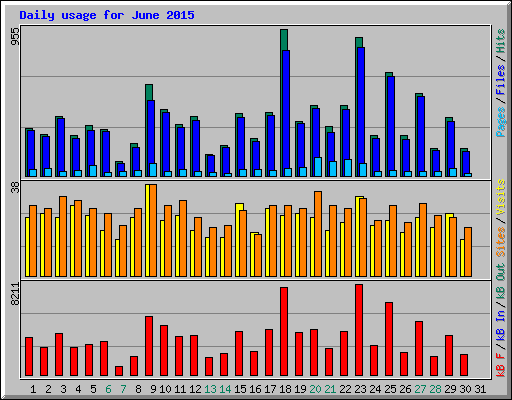 Daily usage for June 2015
955
Pages / Files / Hits
38
Sites / Visits
8211
kB F / kB In / kB Out
1 2 3 4 5 6 7 8 9 10 11 12 13 14 15 16 17 18 19 20 21 22 23 24 25 26 27 28 29 30 31